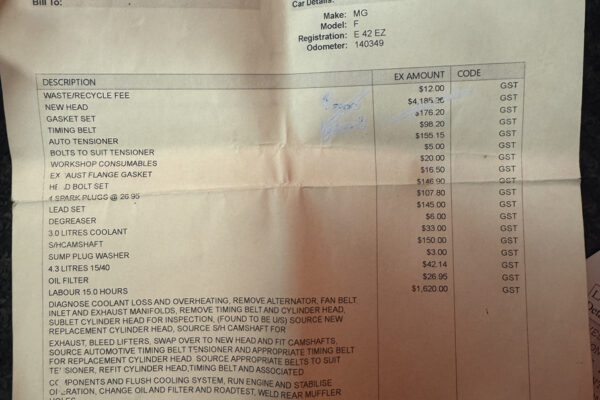 Bill To:
Car Details:
Make: MG
Model: F
Registration: E 42 EZ
Odometer: 140349
DESCRIPTION EX AMOUNT CODE
WASTE/RECYCLE FEE $12.00 GST
NEW HEAD GST
GASKET SET $176.20 GST
TIMING BELT $98.20 GST
AUTO TENSIONER $155.15 GST
BOLTS TO SUIT TENSIONER $5.00 GST
WORKSHOP CONSUMABLES $20.00 GST
EXHAUST FLANGE GASKET $16.50 GST
HEAD BOLT SET $146.90 GST
4 SPARK PLUGS @ 26.95 $107.80 GST
LEAD SET $145.00 GST
DEGREASER $6.00 GST
3.0 LITRES COOLANT $33.00 GST
S/HCAMSHAFT $150.00 GST
SUMP PLUG WASHER $3.00 GST
4.3 LITRES 15/40 $42.14 GST
OIL FILTER $26.95 GST
LABOUR 15.0 HOURS $1,620.00 GST
DIAGNOSE COOLANT LOSS AND OVERHEATING, REMOVE ALTERNATOR, FAN BELT
INLET AND EXHAUST MANIFOLDS, REMOVE TIMING BELT AND CYLINDER HEAD,
SUBLET CYLINDER HEAD FOR INSPECTION, (FOUND TO BE U/S) SOURCE NEW
REPLACEMENT CYLINDER HEAD, SOURCE S/H CAMSHAFT FOR
EXHAUST, BLEED LIFTERS, SWAP OVER TO NEW HEAD AND FIT CAMSHAFTS,
SOURCE AUTOMOTIVE TIMING BELT TENSIONER AND APPROPRIATE TIMING BELT
FOR REPLACEMENT CYLINDER HEAD, SOURCE APPROPRIATE BELTS TO SUIT
TENSIONER, REFIT CYLINDER HEAD,TIMING BELT AND ASSOCIATED
COMPONENTS AND FLUSH COOLING SYSTEM, RUN ENGINE AND STABILISE
OPERATION, CHANGE OIL AND FILTER AND ROADTEST, WELD REAR MUFFLER